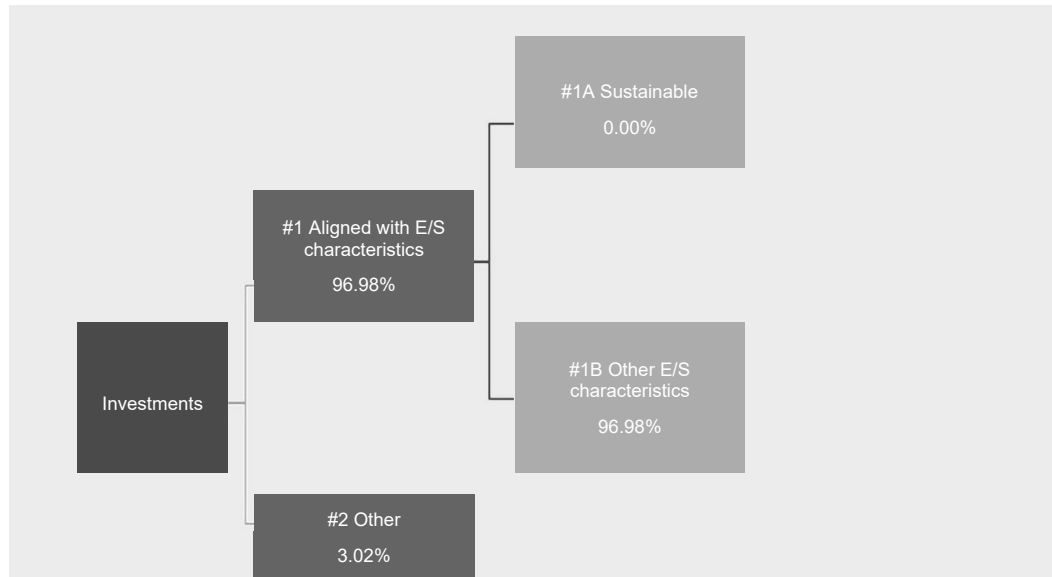 #1A Sustainable
0.00%
#1 Aligned with E/S
characteristics
96.98%
#1B Other E/S
characteristics
96.98%
Investments
#2 Other
3.02%